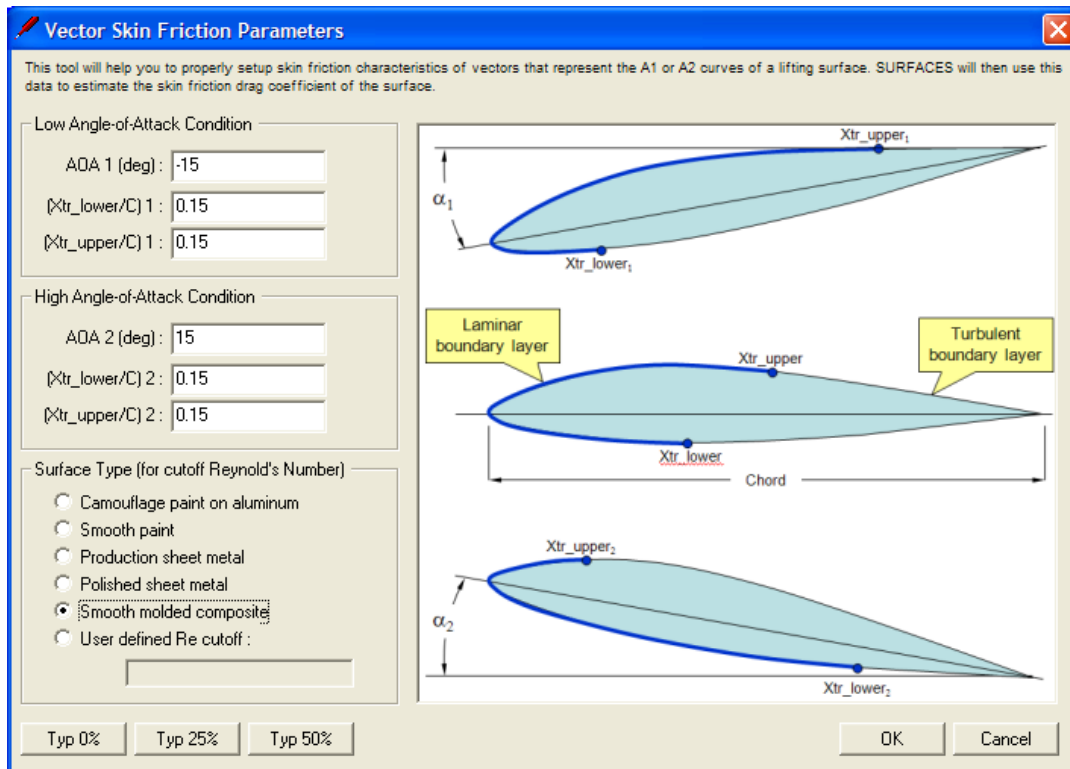 Vector Skin Friction Parameters
This tool will help you to properly setup skin friction characteristics of vectors that represent the A1 or A2 curves of a lifting surface. SURFACES will then use this
data to estimate the skin friction drag coefficient of the surface.
Low Angle-of-Attack Condition
AOA 1 (deg) : -15
(Xtr_lower/C) 1 : 0.15
(Xtr_upper/C) 1 : 0.15
High Angle-of-Attack Condition
AOA 2 (deg) : 15
(Xtr_lower/C) 2 : 0.15
(Xtr_upper/C) 2 : 0.15
Surface Type (for cutoff Reynold's Number)
Camouflage paint on aluminum
Smooth paint
Production sheet metal
Polished sheet metal
Smooth molded composite
User defined Re cutoff :
Xtr_upper₁
α₁
Xtr_lower₁
Laminar
boundary layer
Turbulent
boundary layer
Xtr_upper
Xtr_lower
Chord
Xtr_upper₂
α₂
Xtr_lower₂
Typ 0%
Typ 25%
Typ 50%
OK
Cancel